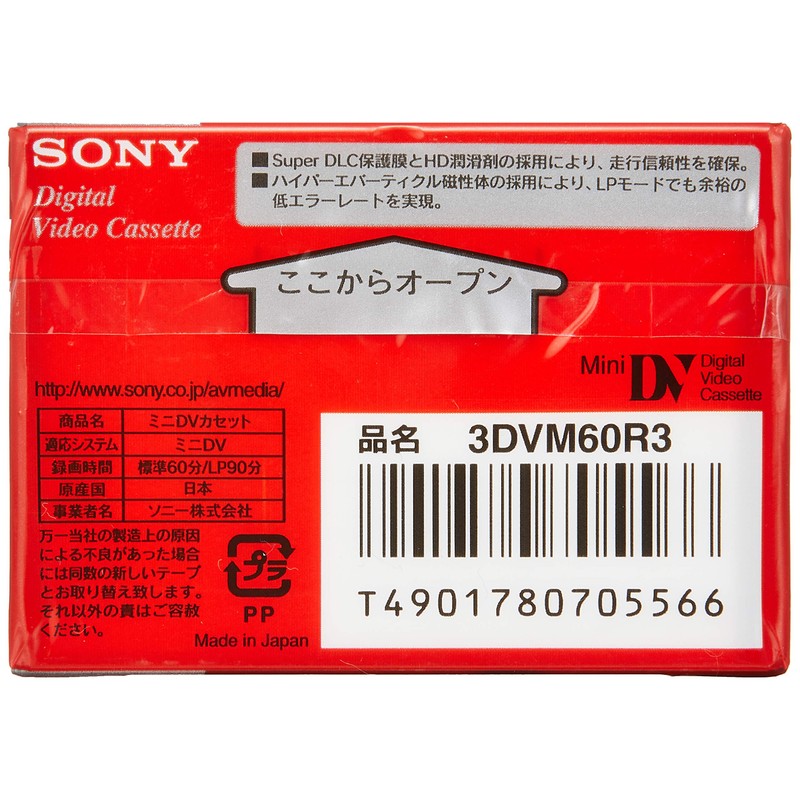 SONY
Digital
Video Cassette
■Super DLC保護膜とHD潤滑剤の採用により、走行信頼性を確保。
■ハイパーエバーティクル磁性体の採用により、LPモードでも余裕の
低エラーレートを実現。
ここからオープン
Mini DV Digital Video Cassette
http://www.sony.co.jp/avmedia/
商品名 ミニDVカセット
適応システム ミニDV
録画時間 標準60分/LP90分
原産国 日本
事業者名 ソニー株式会社
万一当社の製造上の原因
による不良があった場合
には同数の新しいテープ
とお取り替え致します。
それ以外の責はご容赦
ください。
プラ
PP
Made in Japan
品名 3DVM60R3
T4901780705566